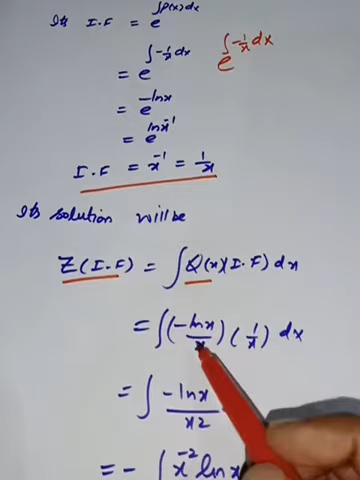 Its I.F = e^∫P(x)dx
= e^∫-1/x dx e^∫-1/x dx
= e^-lnx
= e^lnx^-1
I.F = x^-1 = 1/x
Its solution will be
Z(I.F) = ∫Q(x)(I.F)dx
= ∫(-lnx/x)(1/x) dx
= ∫ -lnx/x2
= - ∫ x^-2 lnx